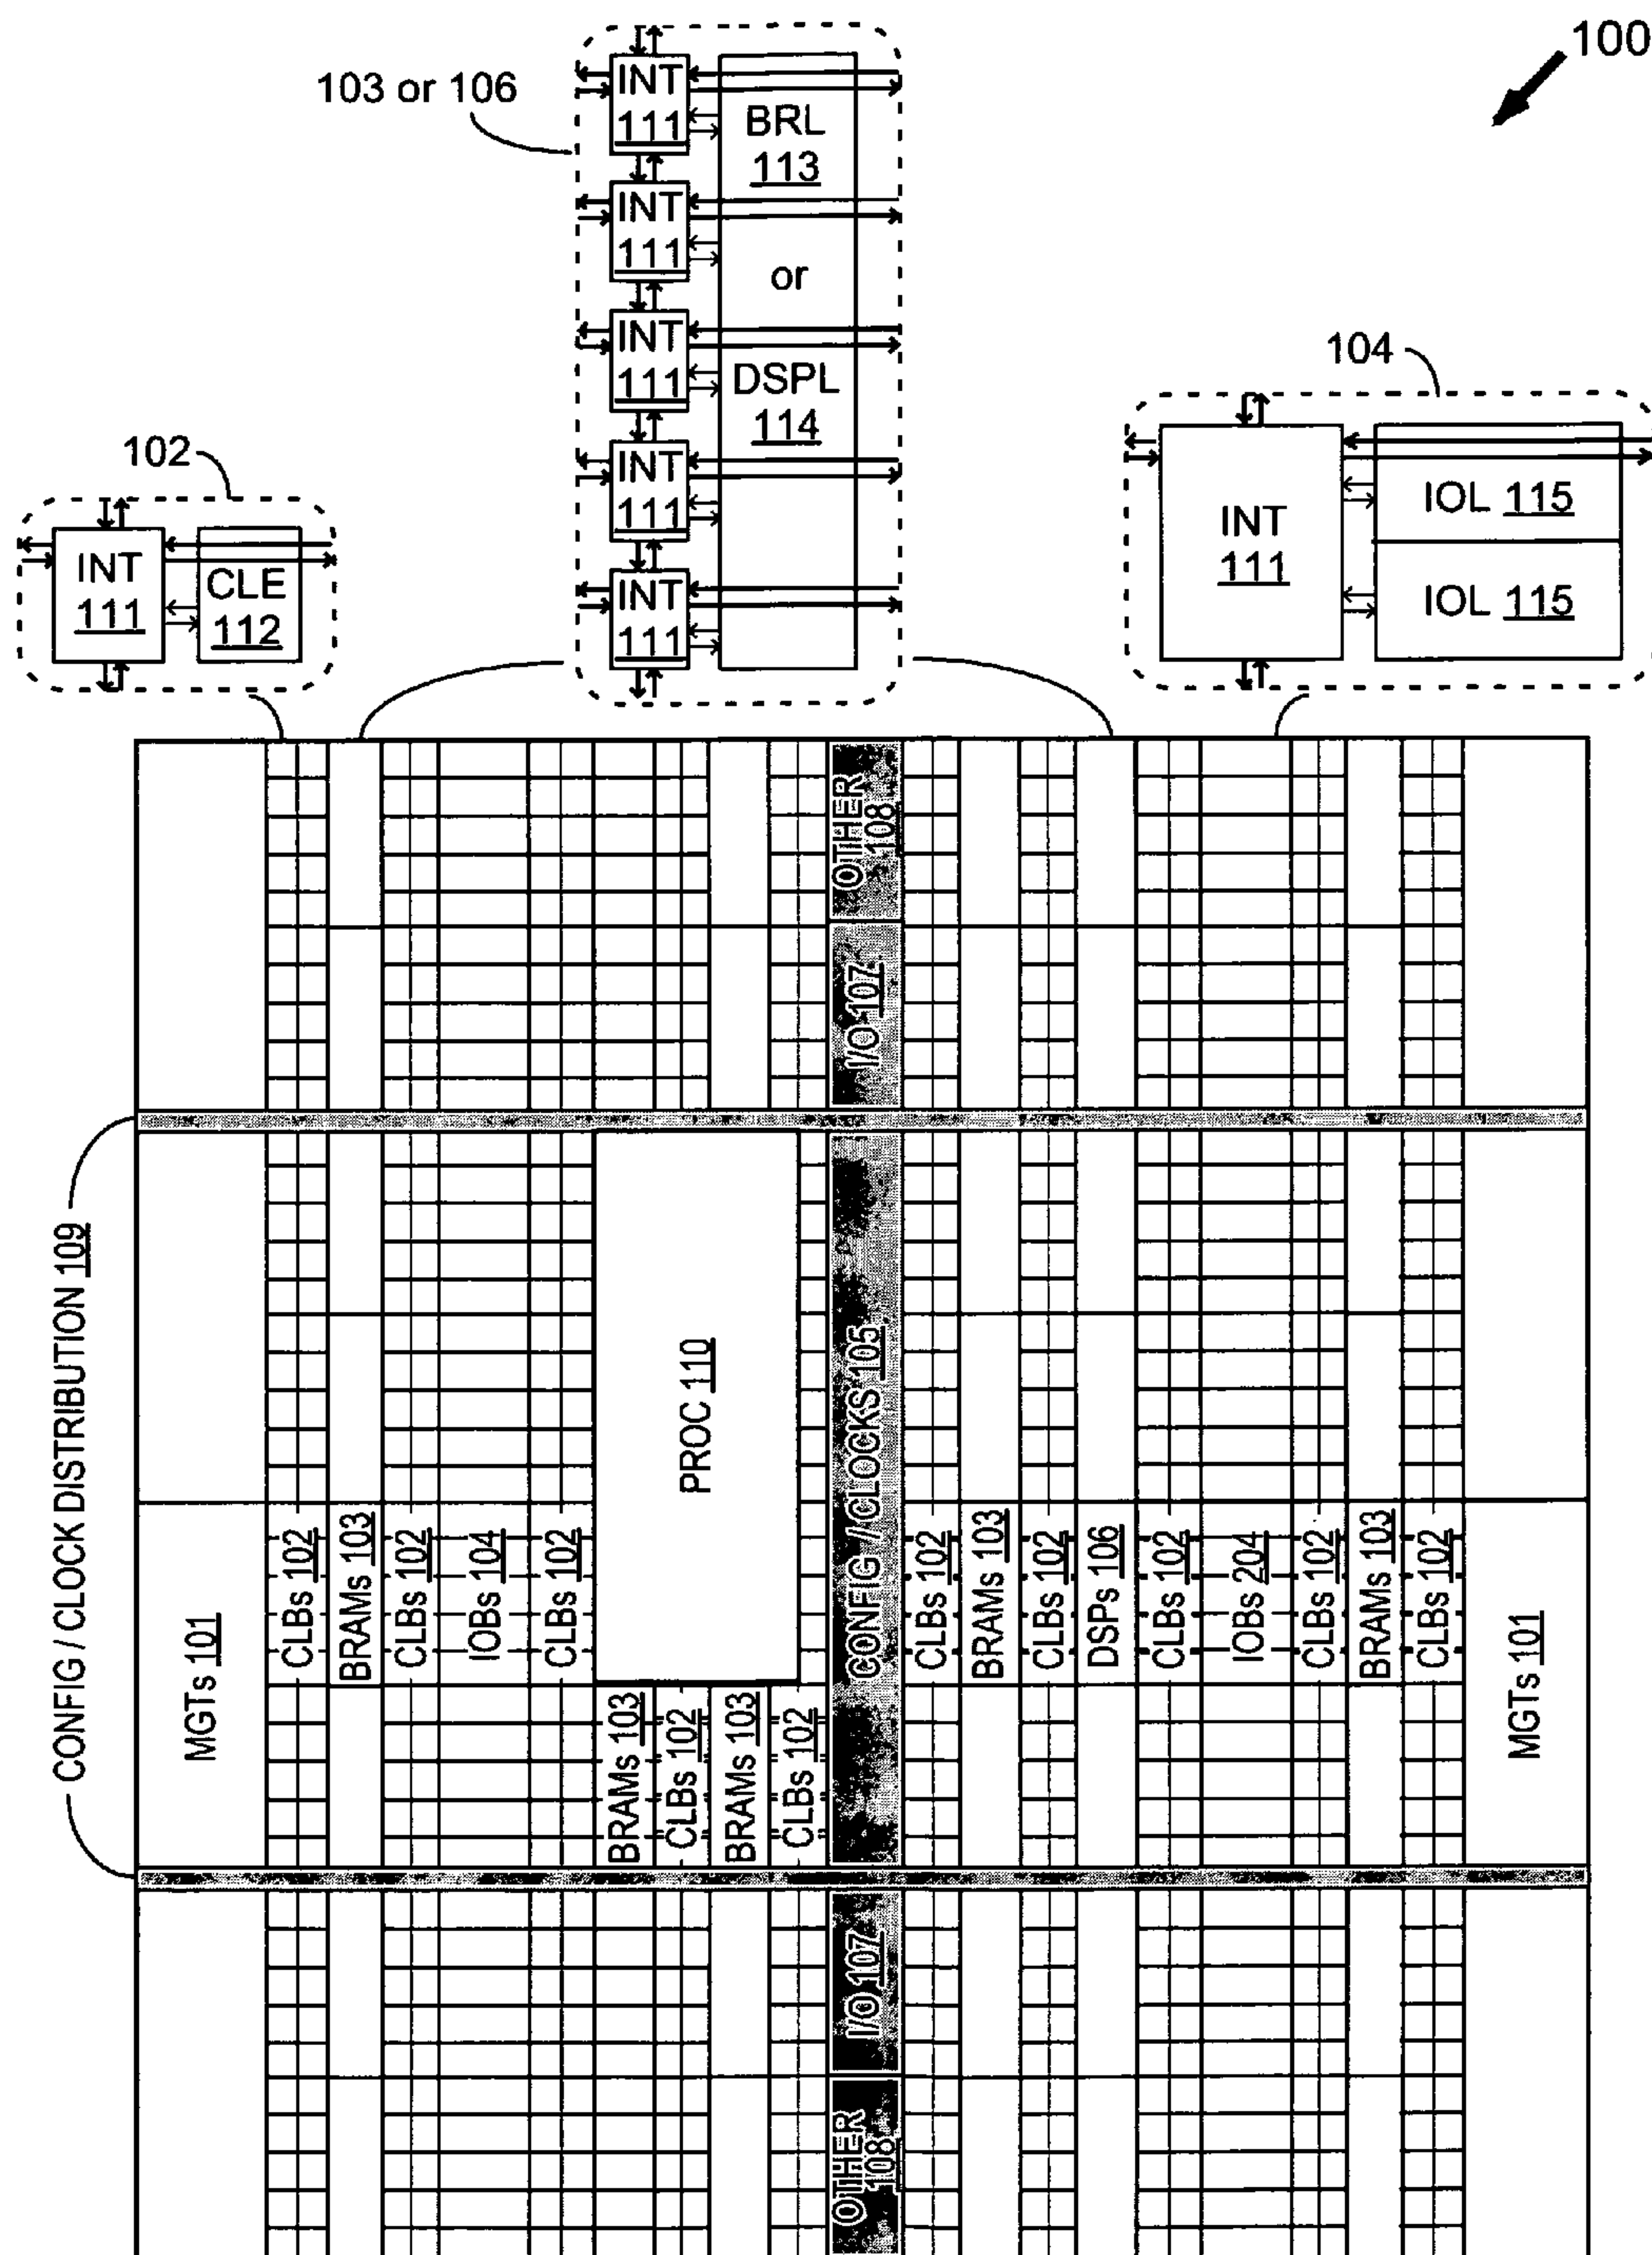 100
103 or 106
INT
111
INT
111
INT
111
INT
111
INT
111
BRL
113
or
DSPL
114
104
INT
111
IOL 115
IOL 115
102
INT
111
CLE
112
OTHER
108
I/O 107
CONFIG / CLOCK DISTRIBUTION 109
MGTs 101
CLBs 102
BRAMs 103
CLBs 102
IOBs 104
CLBs 102
PROC 110
BRAMs 103
CLBs 102
BRAMs 103
CLBs 102
CONFIG / CLOCKS 105
CLBs 102
BRAMs 103
CLBs 102
DSPs 106
CLBs 102
IOBs 204
CLBs 102
BRAMs 103
CLBs 102
MGTs 101
I/O 107
OTHER
108